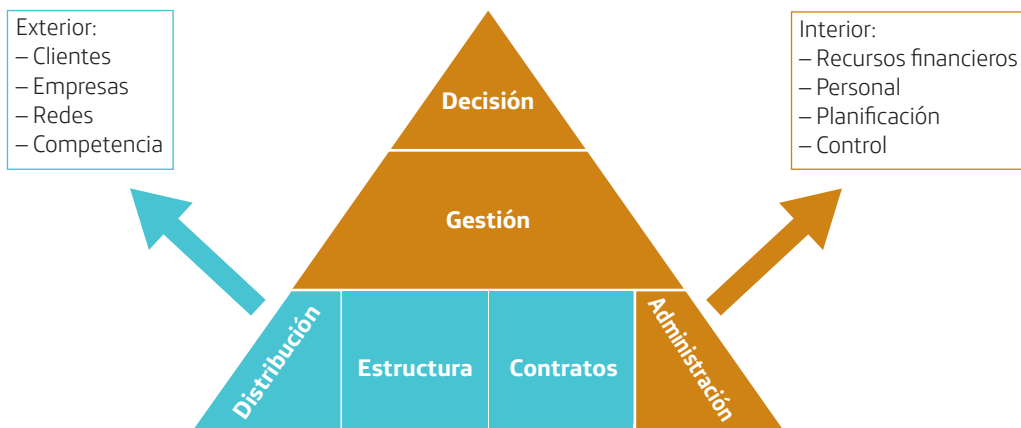 Exterior:
– Clientes
– Empresas
– Redes
– Competencia
Interior:
– Recursos financieros
– Personal
– Planificación
– Control
Decisión
Gestión
Distribución
Estructura
Contratos
Administración